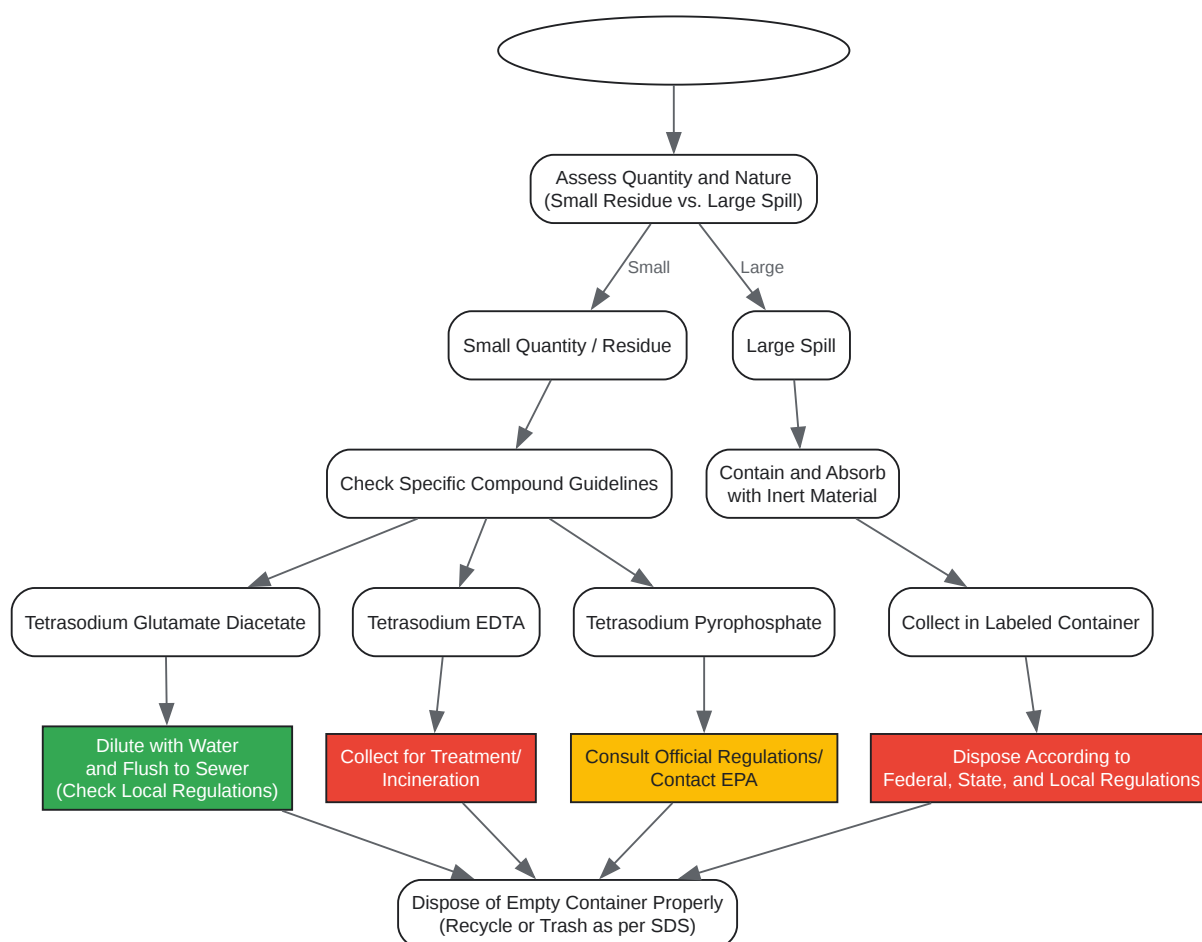 Assess Quantity and Nature
(Small Residue vs. Large Spill)
Small
Large
Small Quantity / Residue
Large Spill
Check Specific Compound Guidelines
Contain and Absorb
with Inert Material
Tetrasodium Glutamate Diacetate
Tetrasodium EDTA
Tetrasodium Pyrophosphate
Collect in Labeled Container
Dilute with Water
and Flush to Sewer
(Check Local Regulations)
Collect for Treatment/
Incineration
Consult Official Regulations/
Contact EPA
Dispose According to
Federal, State, and Local Regulations
Dispose of Empty Container Properly
(Recycle or Trash as per SDS)